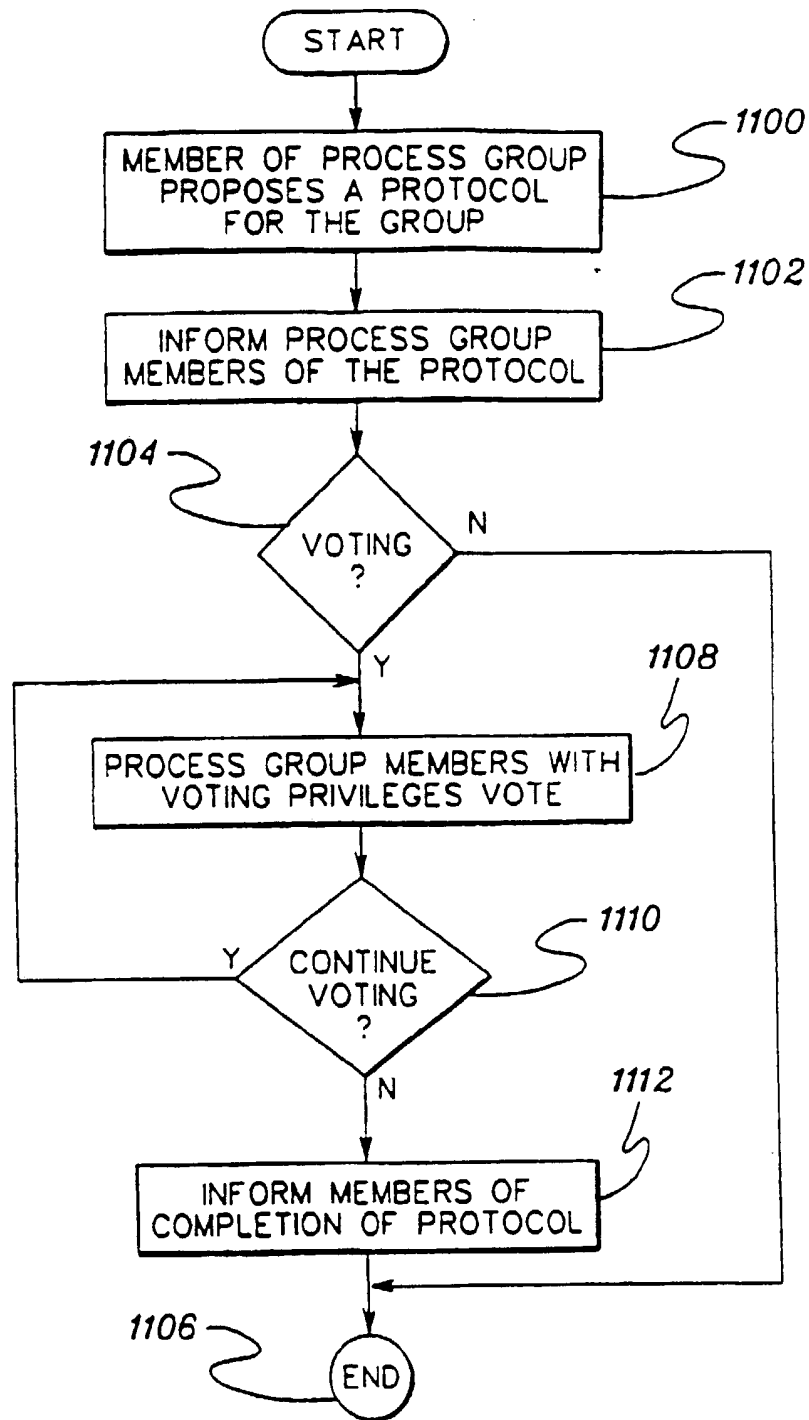 START
1100
MEMBER OF PROCESS GROUP
PROPOSES A PROTOCOL
FOR THE GROUP
1102
INFORM PROCESS GROUP
MEMBERS OF THE PROTOCOL
1104
VOTING
?
N
Y
1108
PROCESS GROUP MEMBERS WITH
VOTING PRIVILEGES VOTE
1110
Y
CONTINUE
VOTING
?
N
1112
INFORM MEMBERS OF
COMPLETION OF PROTOCOL
1106
END